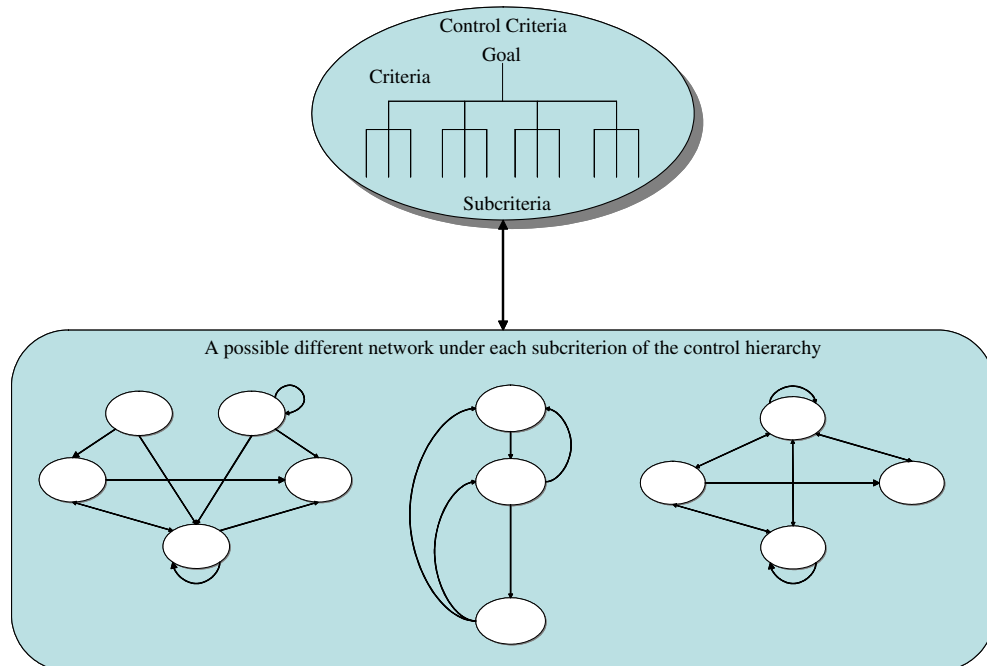 Control Criteria
Goal
Criteria
Subcriteria
A possible different network under each subcriterion of the control hierarchy